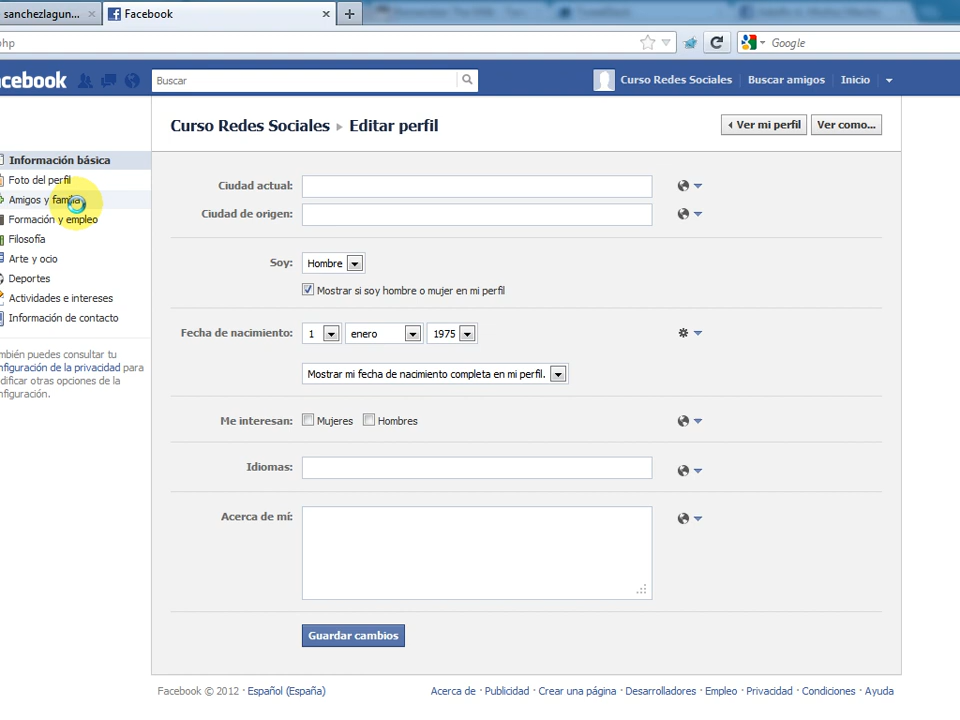 sanchezlagun...
Facebook
php
Google
acebook
Buscar
Curso Redes Sociales
Buscar amigos
Inicio
Curso Redes Sociales ▸ Editar perfil
Ver mi perfil
Ver como...
Información básica
Foto del perfil
Amigos y familia
Formación y empleo
Filosofía
Arte y ocio
Deportes
Actividades e intereses
Información de contacto
mbién puedes consultar tu
nfiguración de la privacidad para
odificar otras opciones de la
nfiguración.
Ciudad actual:
Ciudad de origen:
Soy: Hombre
Mostrar si soy hombre o mujer en mi perfil
Fecha de nacimiento: 1 enero 1975
Mostrar mi fecha de nacimiento completa en mi perfil.
Me interesan: Mujeres Hombres
Idiomas:
Acerca de mí:
Guardar cambios
Facebook © 2012 · Español (España)
Acerca de · Publicidad · Crear una página · Desarrolladores · Empleo · Privacidad · Condiciones · Ayuda